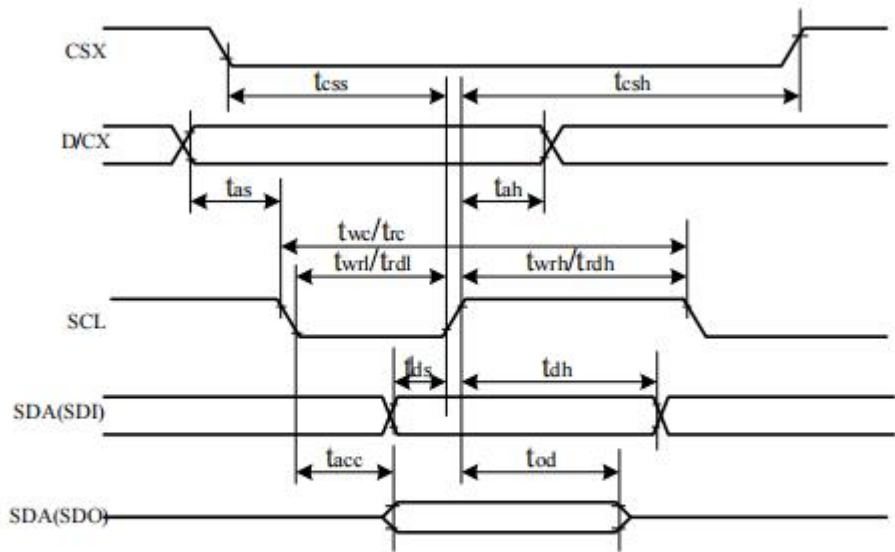 CSX
tcss
tcsh
D/CX
tas
tah
twc/trc
twrl/trdl
twrh/trdh
SCL
tds
tdh
SDA(SDI)
tacc
tod
SDA(SDO)